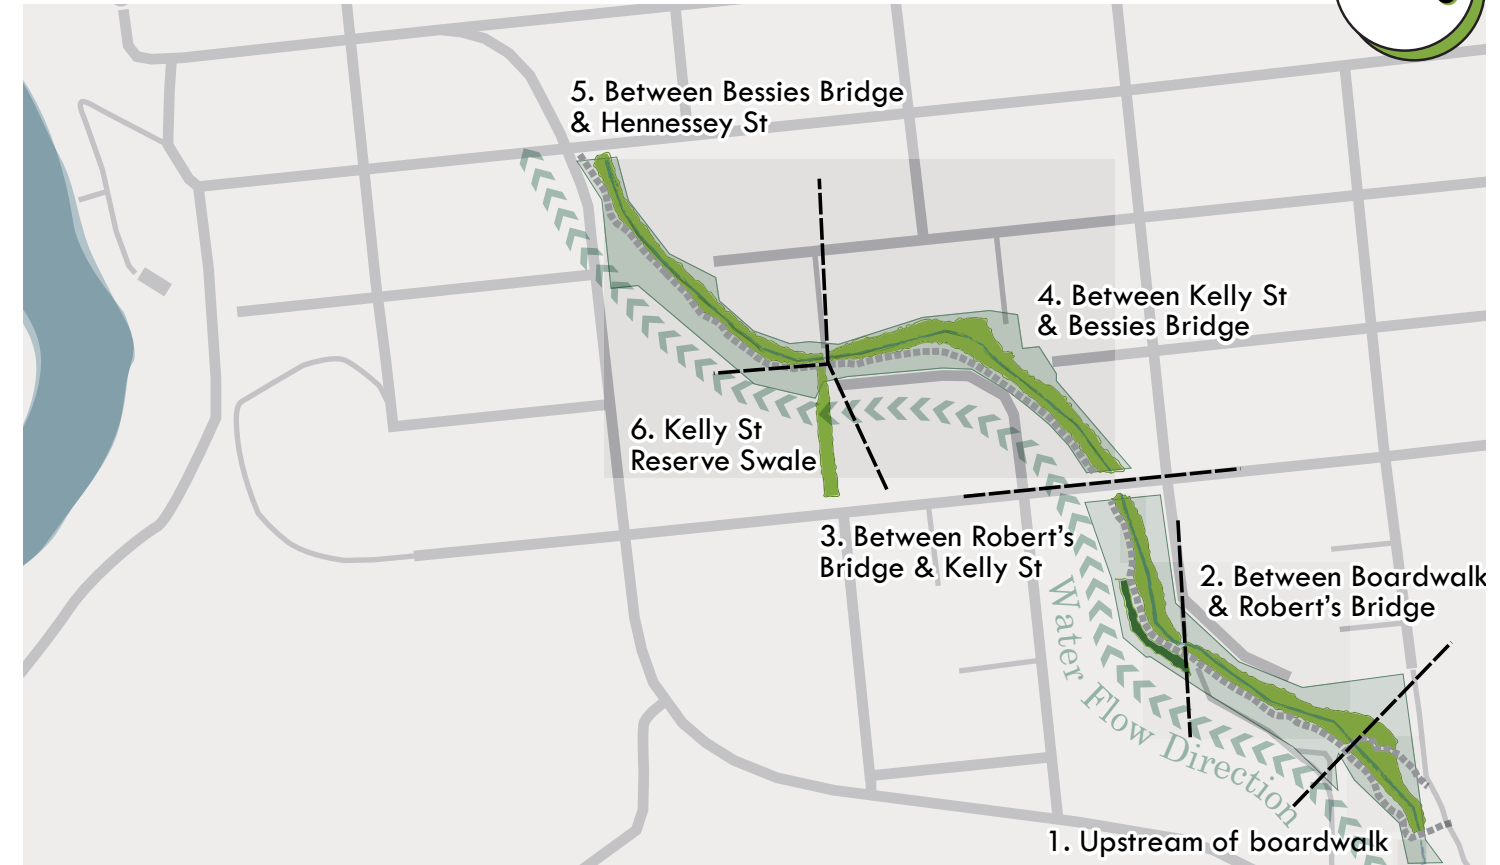 5. Between Bessies Bridge
& Hennessey St
4. Between Kelly St
& Bessies Bridge
6. Kelly St
Reserve Swale
3. Between Robert's
Bridge & Kelly St
2. Between Boardwalk
& Robert's Bridge
Water Flow Direction
1. Upstream of boardwalk